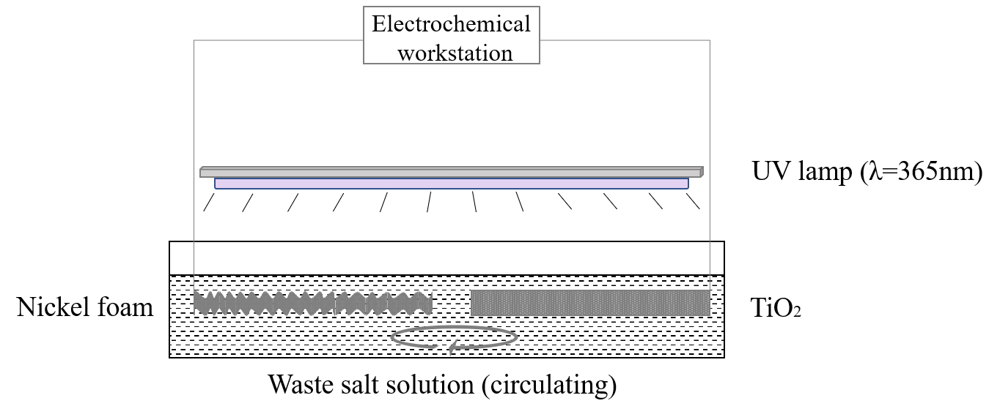 Electrochemical
workstation
UV lamp (λ=365nm)
Nickel foam
TiO₂
Waste salt solution (circulating)